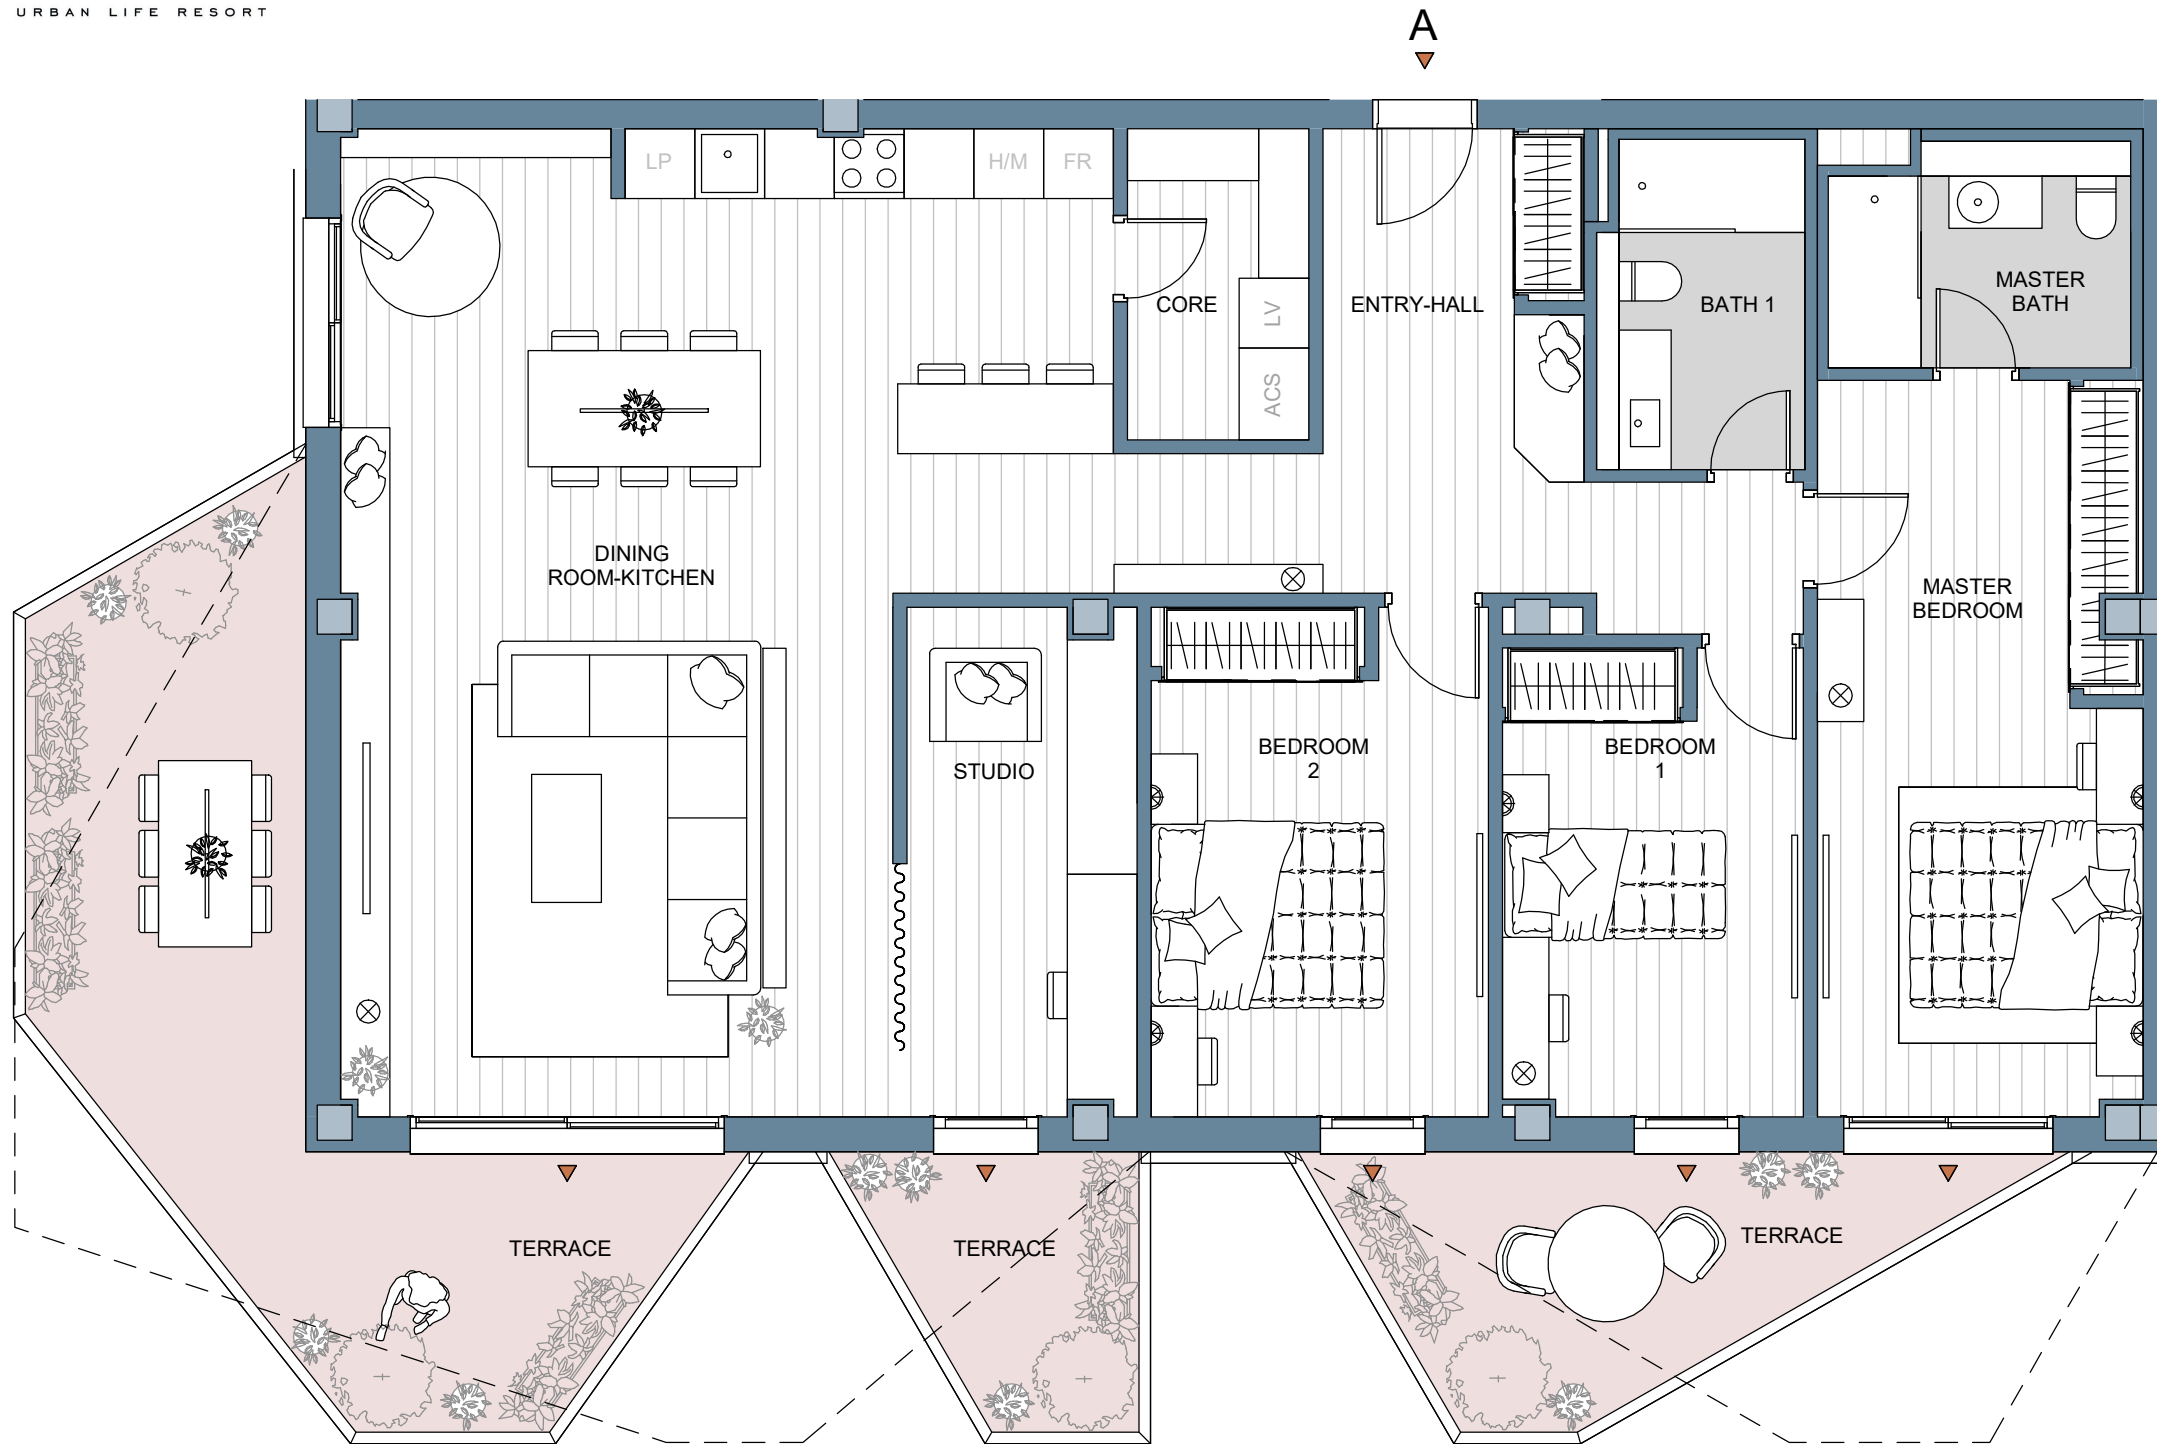 URBAN LIFE RESORT
A
LP
H/M
FR
CORE
LV
ACS
ENTRY-HALL
BATH 1
MASTER
BATH
DINING
ROOM-KITCHEN
MASTER
BEDROOM
STUDIO
BEDROOM
2
BEDROOM
1
TERRACE
TERRACE
TERRACE